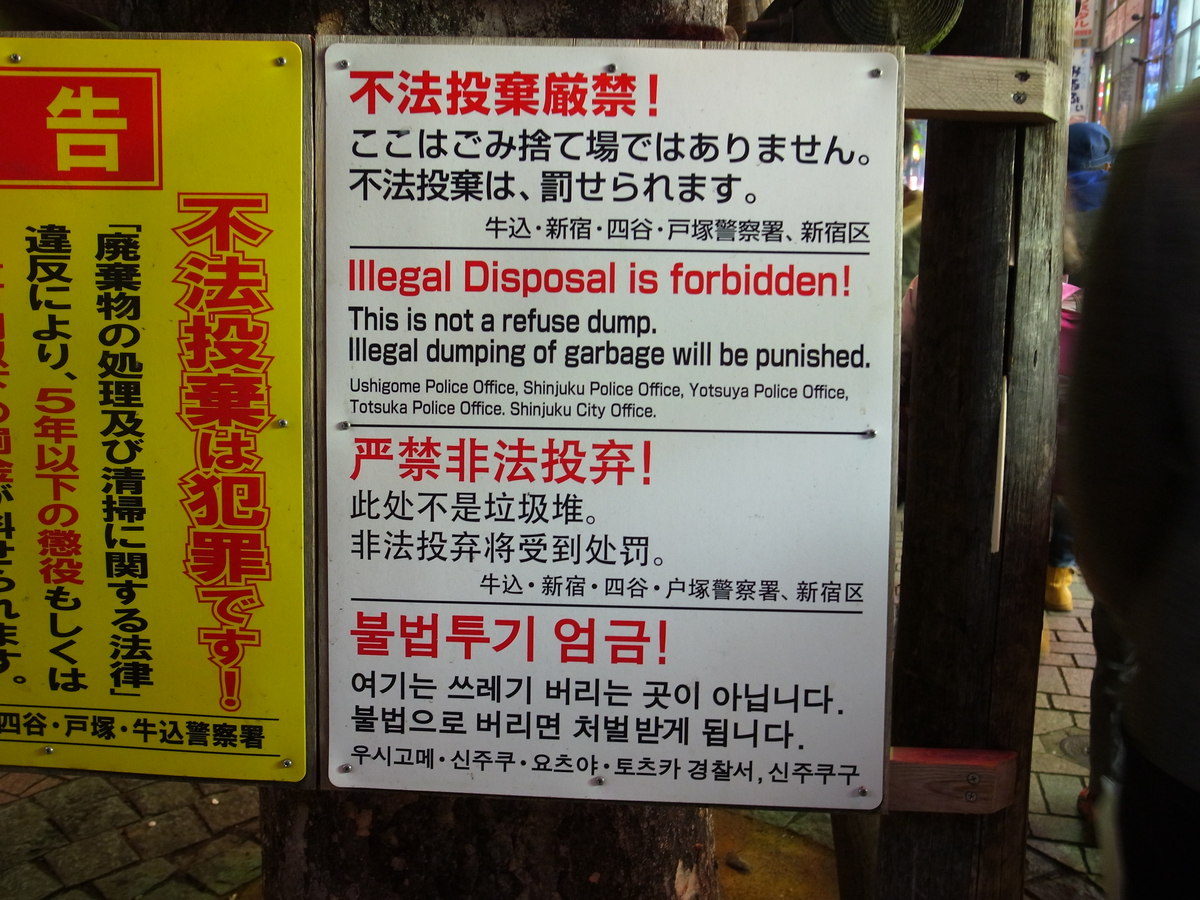 告
不法投棄は犯罪です!
「廃棄物の処理及び清掃に関する法律」
違反により、5年以下の懲役もしくは
四谷・戸塚・牛込警察署
不法投棄厳禁!
ここはごみ捨て場ではありません。
不法投棄は、罰せられます。
牛込・新宿・四谷・戸塚警察署、新宿区
Illegal Disposal is forbidden!
This is not a refuse dump.
Illegal dumping of garbage will be punished.
Ushigome Police Office, Shinjuku Police Office, Yotsuya Police Office,
Totsuka Police Office. Shinjuku City Office.
严禁非法投弃!
此处不是垃圾堆。
非法投弃将受到处罚。
牛込・新宿・四谷・户塚警察署、新宿区
불법투기 엄금!
여기는 쓰레기 버리는 곳이 아닙니다.
불법으로 버리면 처벌받게 됩니다.
우시고메・신주쿠・요츠야・토츠카 경찰서, 신주쿠구